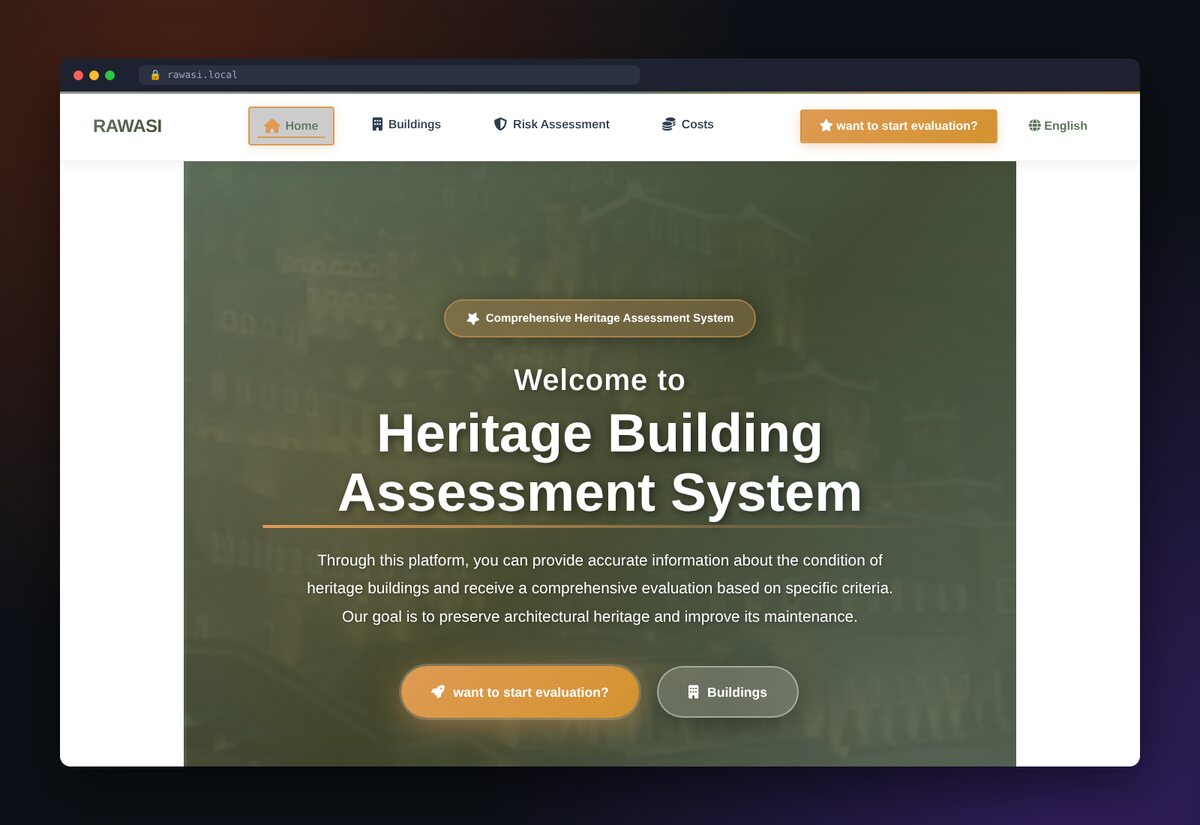 rawasi.local
RAWASI
Home
Buildings
Risk Assessment
Costs
want to start evaluation?
English
Comprehensive Heritage Assessment System
Welcome to
Heritage Building
Assessment System
Through this platform, you can provide accurate information about the condition of
heritage buildings and receive a comprehensive evaluation based on specific criteria.
Our goal is to preserve architectural heritage and improve its maintenance.
want to start evaluation?
Buildings